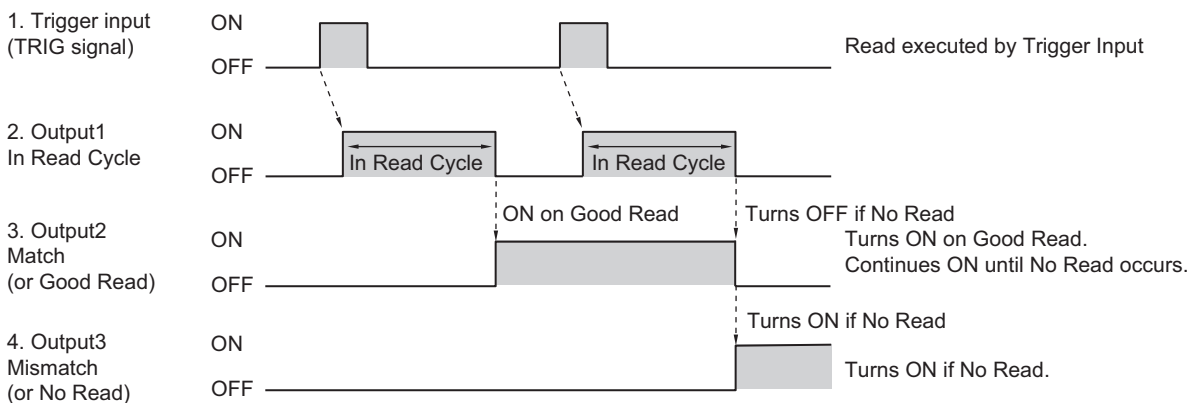 1. Trigger input
(TRIG signal)
ON
OFF
Read executed by Trigger Input
2. Output1
In Read Cycle
ON
OFF
In Read Cycle
In Read Cycle
3. Output2
Match
(or Good Read)
ON
OFF
ON on Good Read
Turns OFF if No Read
Turns ON on Good Read.
Continues ON until No Read occurs.
4. Output3
Mismatch
(or No Read)
ON
OFF
Turns ON if No Read
Turns ON if No Read.